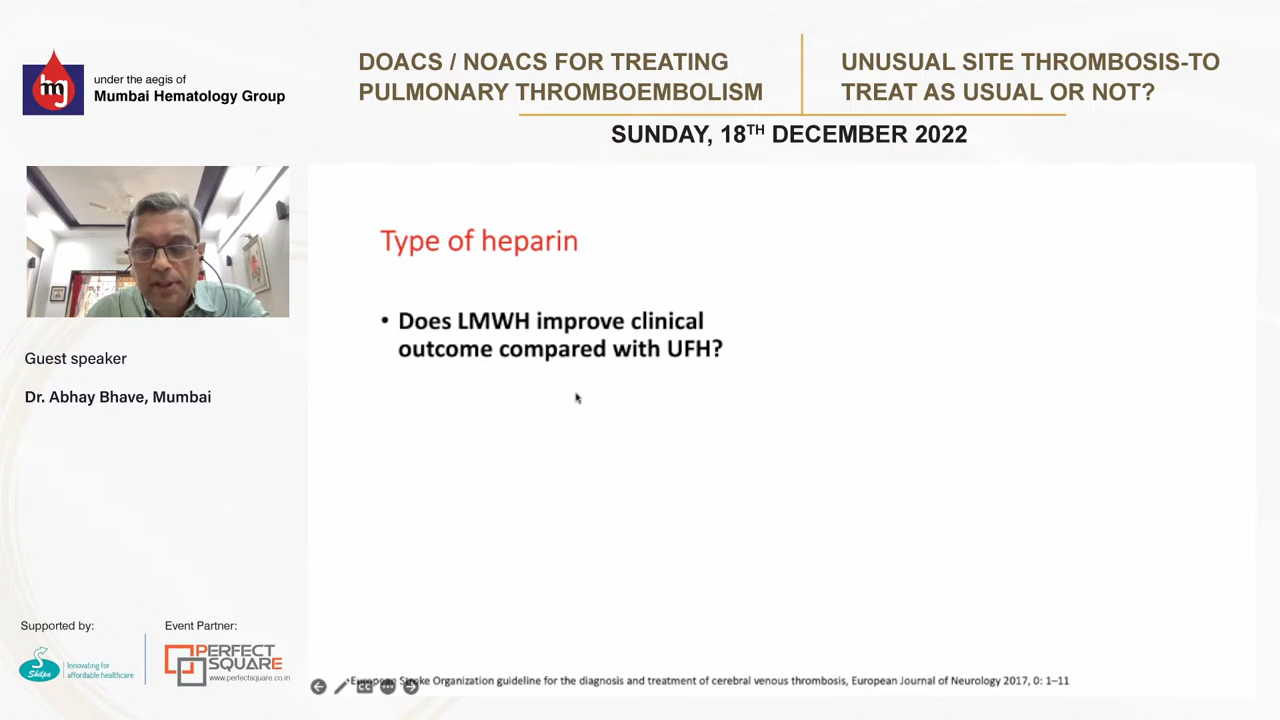 hg
under the aegis of
Mumbai Hematology Group
DOACS / NOACS FOR TREATING
PULMONARY THROMBOEMBOLISM
UNUSUAL SITE THROMBOSIS-TO
TREAT AS USUAL OR NOT?
SUNDAY, 18TH DECEMBER 2022
Guest speaker
Dr. Abhay Bhave, Mumbai
Type of heparin
• Does LMWH improve clinical
outcome compared with UFH?
Supported by:
Shilpa
Innovating for
affordable healthcare
Event Partner:
PERFECT
SQUARE
www.perfectsquare.co.in
European Stroke Organization guideline for the diagnosis and treatment of cerebral venous thrombosis, European Journal of Neurology 2017, 0: 1–11